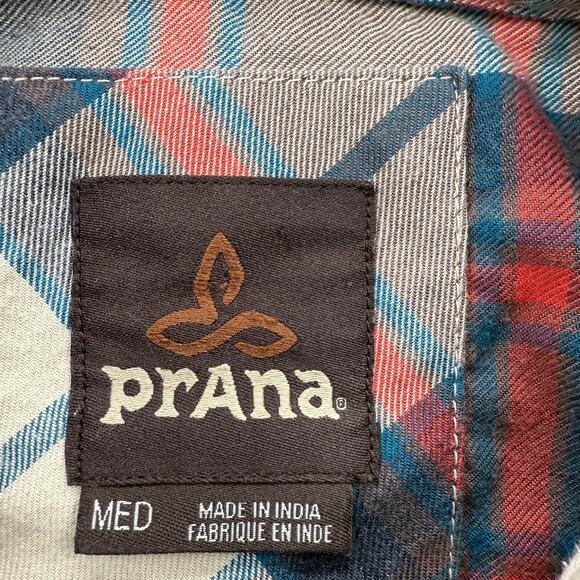 prAna®
MED
MADE IN INDIA
FABRIQUE EN INDE